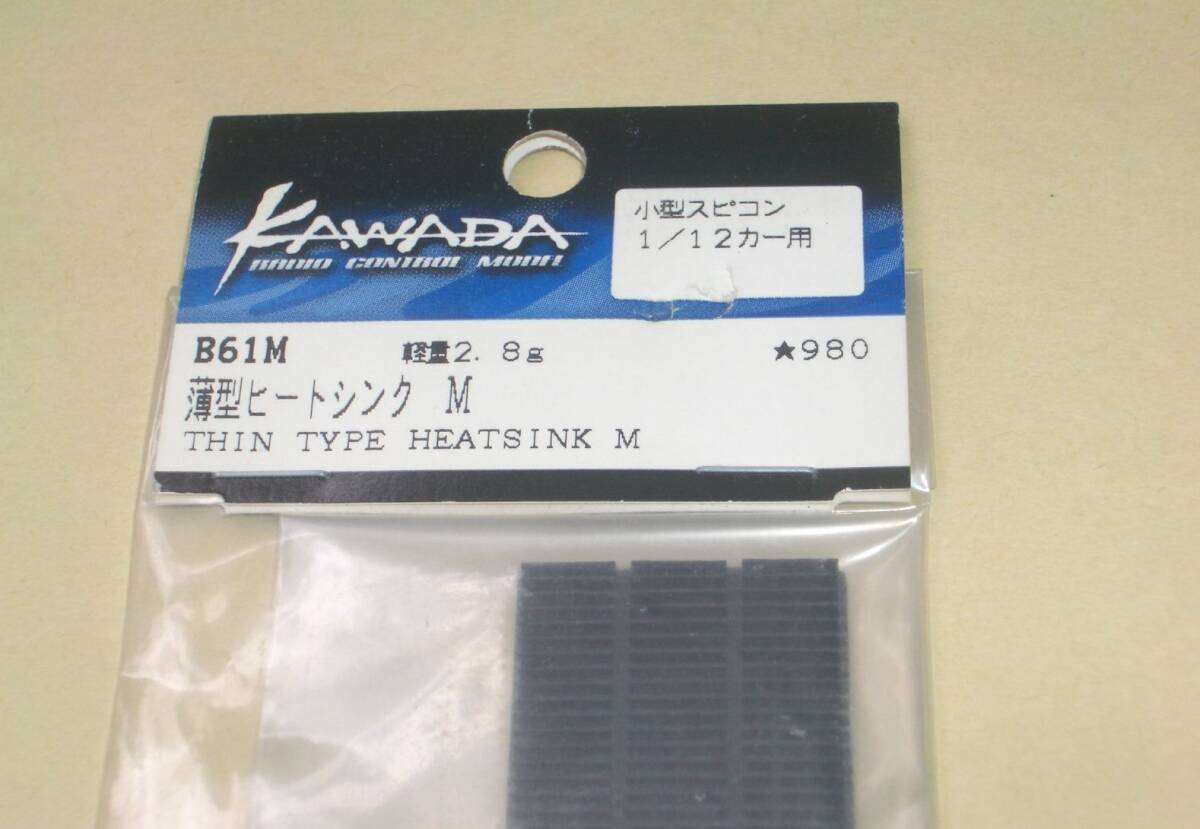 KAWADA
RADIO CONTROL MODEL
小型スピコン
1/12カー用
B61M 軽量2.8g ★980
薄型ヒートシンク M
THIN TYPE HEATSINK M